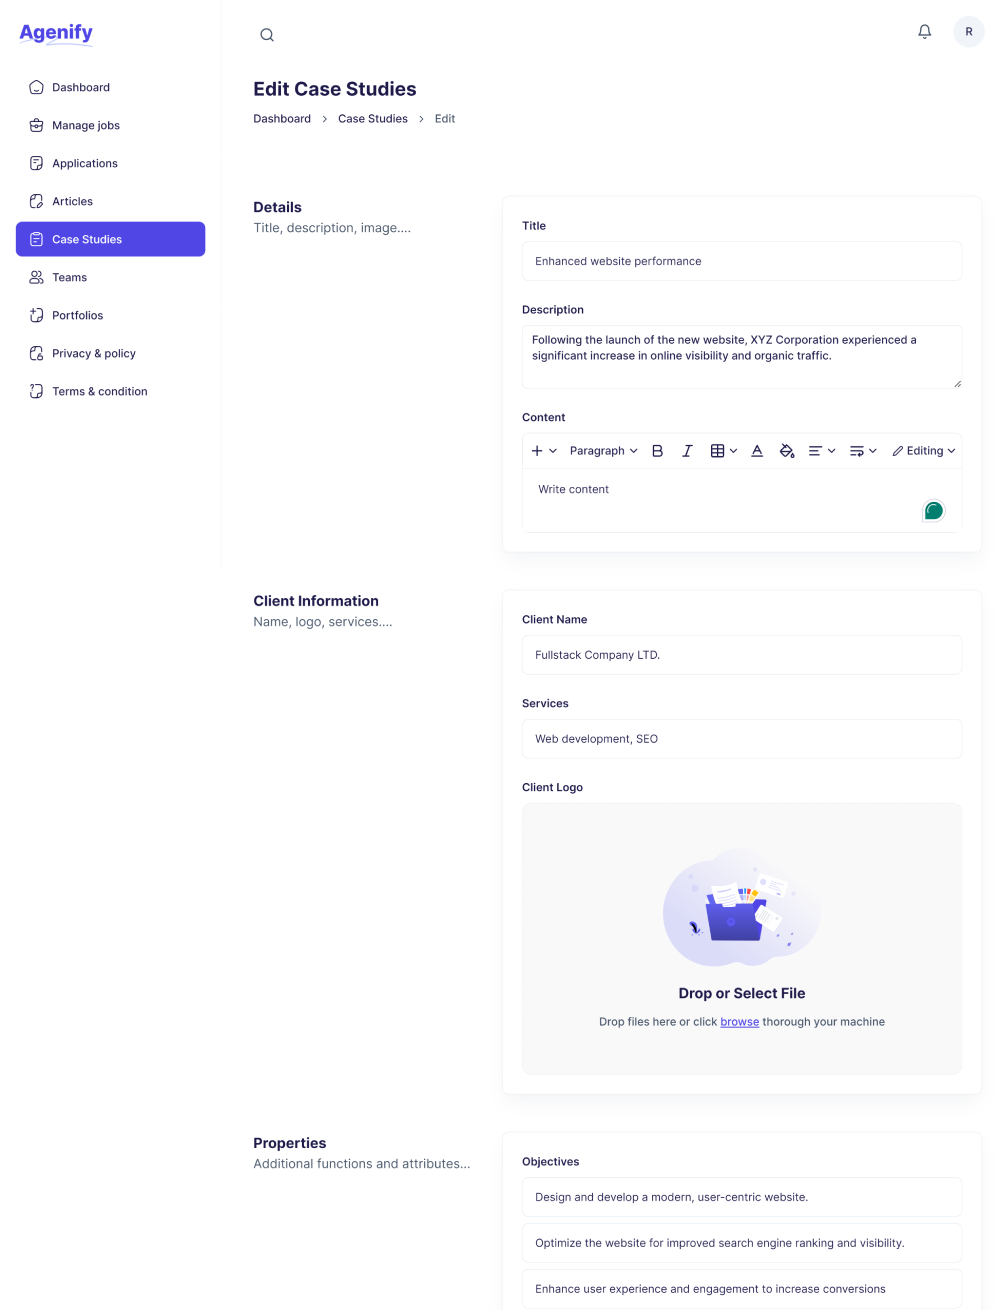 Agenify
R
Dashboard
Manage jobs
Applications
Articles
Case Studies
Teams
Portfolios
Privacy & policy
Terms & condition
Edit Case Studies
Dashboard > Case Studies > Edit
Details
Title, description, image....
Title
Enhanced website performance
Description
Following the launch of the new website, XYZ Corporation experienced a
significant increase in online visibility and organic traffic.
Content
Paragraph B I A Editing
Write content
Client Information
Name, logo, services....
Client Name
Fullstack Company LTD.
Services
Web development, SEO
Client Logo
Drop or Select File
Drop files here or click browse thorough your machine
Properties
Additional functions and attributes...
Objectives
Design and develop a modern, user-centric website.
Optimize the website for improved search engine ranking and visibility.
Enhance user experience and engagement to increase conversions